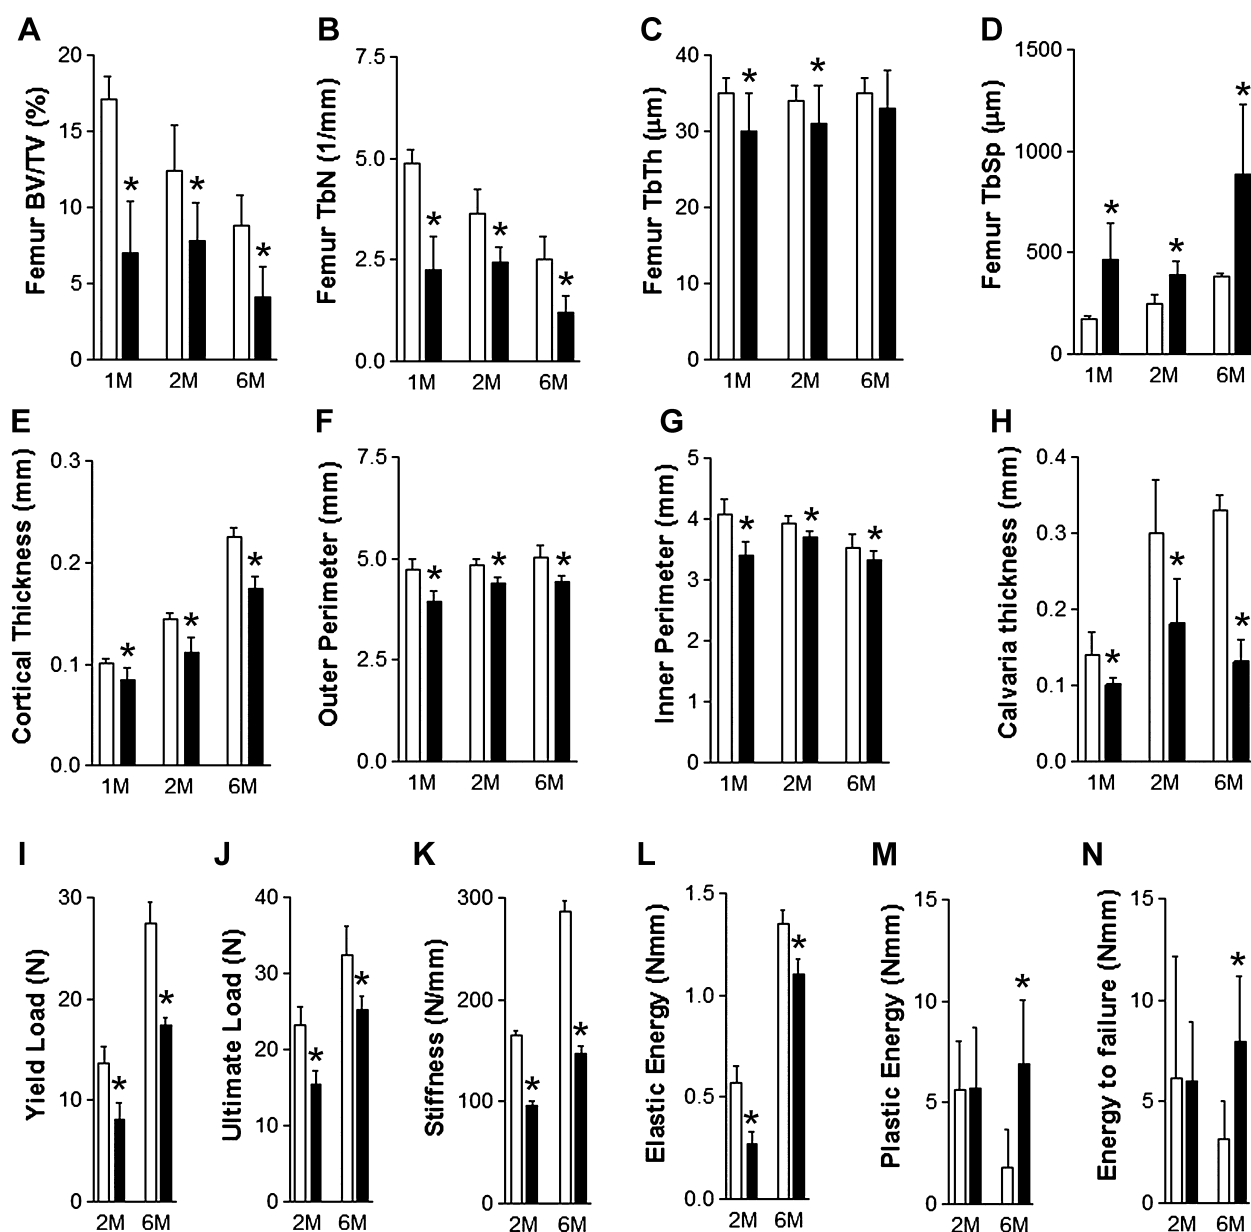 A
Femur BV/TV (%)
20
15
10
5
0
*
*
*
1M 2M 6M
B
Femur TbN (1/mm)
7.5
5.0
2.5
0.0
*
*
*
1M 2M 6M
C
Femur TbTh (μm)
40
30
20
10
0
*
*
1M 2M 6M
D
Femur TbSp (μm)
1500
1000
500
0
*
*
*
1M 2M 6M
E
Cortical Thickness (mm)
0.3
0.2
0.1
0.0
*
*
*
1M 2M 6M
F
Outer Perimeter (mm)
7.5
5.0
2.5
0.0
*
*
*
1M 2M 6M
G
Inner Perimeter (mm)
5
4
3
2
1
0
*
*
*
1M 2M 6M
H
Calvaria thickness (mm)
0.4
0.3
0.2
0.1
0.0
*
*
*
1M 2M 6M
I
Yield Load (N)
30
20
10
0
*
*
2M 6M
J
Ultimate Load (N)
40
30
20
10
0
*
*
2M 6M
K
Stiffness (N/mm)
300
200
100
0
*
*
2M 6M
L
Elastic Energy (Nmm)
1.5
1.0
0.5
0.0
*
*
2M 6M
M
Plastic Energy (Nmm)
15
10
5
0
*
2M 6M
N
Energy to failure (Nmm)
15
10
5
0
*
2M 6M